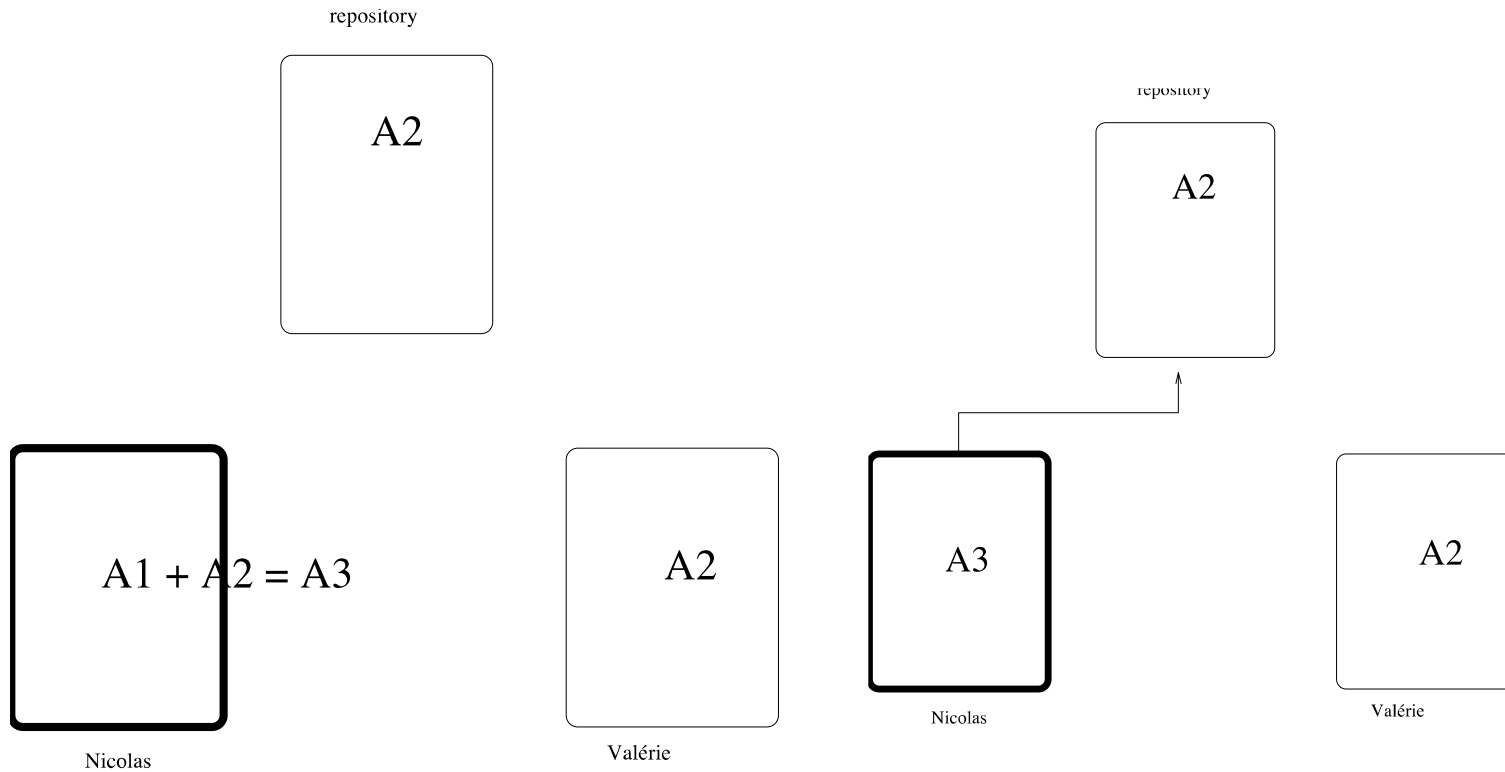 repository
A2
A1 + A2 = A3
A2
Nicolas
Valérie
repository
A2
A3
A2
Nicolas
Valérie